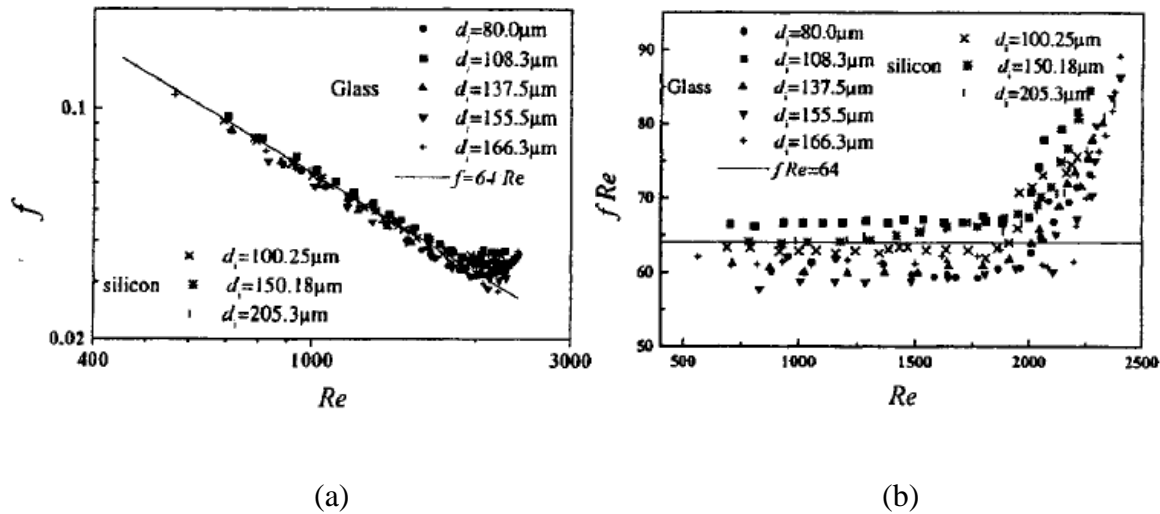 d_i=80.0μm
d_i=108.3μm
Glass
d_i=137.5μm
d_i=155.5μm
d_i=166.3μm
f=64 Re
d_i=100.25μm
silicon
d_i=150.18μm
d_i=205.3μm
0.1
0.02
f
400
1000
3000
Re
(a)
95
90
80
70
60
50
f Re
d_i=80.0μm
d_i=108.3μm
Glass
d_i=137.5μm
d_i=155.5μm
d_i=166.3μm
f Re=64
d_i=100.25μm
silicon
d_i=150.18μm
d_i=205.3μm
500
1000
1500
2000
2500
Re
(b)